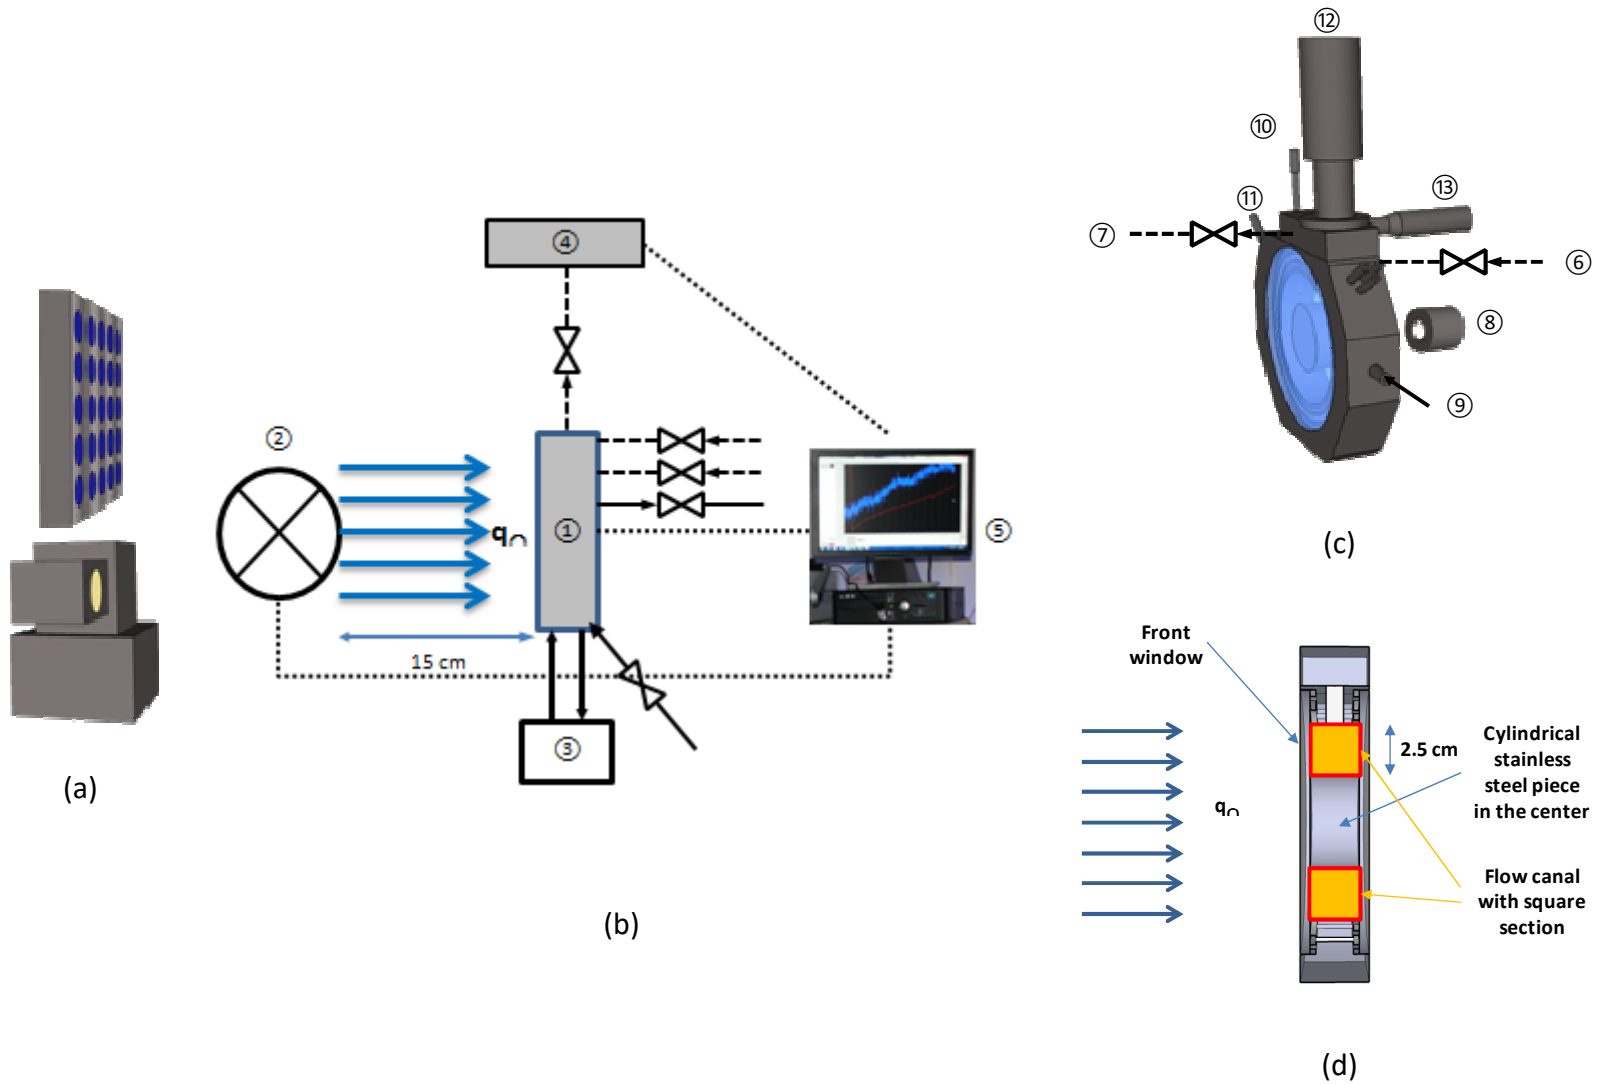 ⑫
⑩
⑪
⑬
⑦
⑥
⑧
⑨
(c)
④
②
①
⑤
q∩
15 cm
③
(a)
(b)
Front
window
2.5 cm
Cylindrical
stainless
steel piece
in the center
q∩
Flow canal
with square
section
(d)